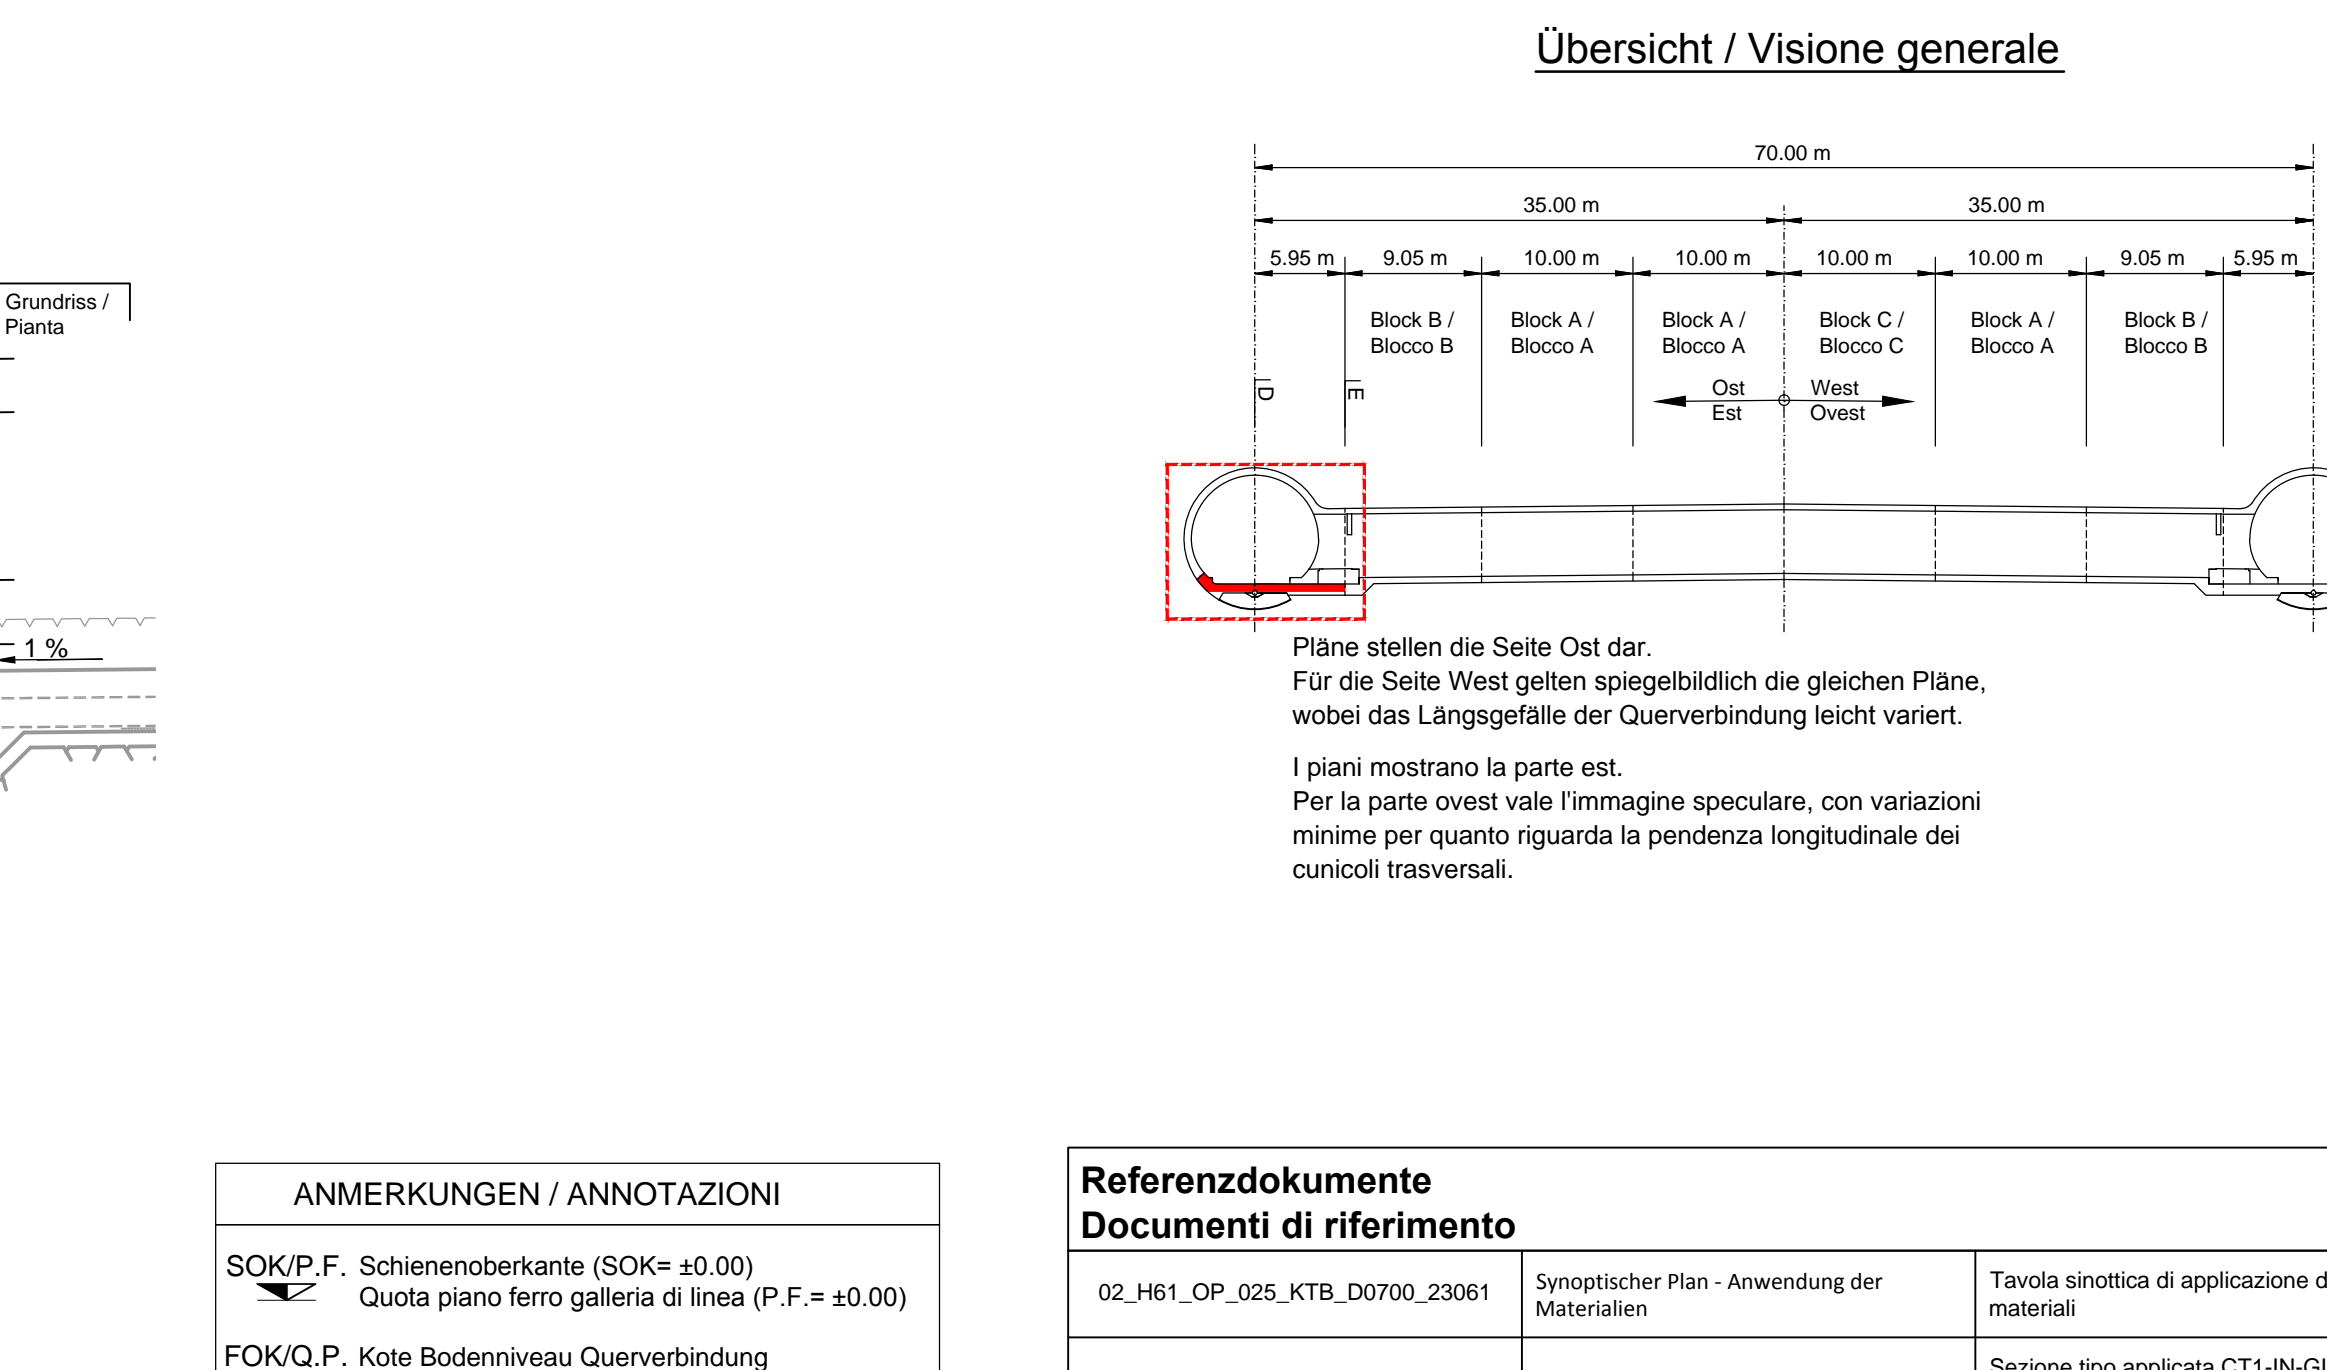 Übersicht / Visione generale
70.00 m
35.00 m
35.00 m
5.95 m
9.05 m
10.00 m
10.00 m
10.00 m
10.00 m
9.05 m
5.95 m
Grundriss /
Pianta
Block B /
Blocco B
Block A /
Blocco A
Block A /
Blocco A
Block C /
Blocco C
Block A /
Blocco A
Block B /
Blocco B
D
E
Ost
Est
West
Ovest
1 %
Pläne stellen die Seite Ost dar.
Für die Seite West gelten spiegelbildlich die gleichen Pläne,
wobei das Längsgefälle der Querverbindung leicht variert.
I piani mostrano la parte est.
Per la parte ovest vale l'immagine speculare, con variazioni
minime per quanto riguarda la pendenza longitudinale dei
cunicoli trasversali.
ANMERKUNGEN / ANNOTAZIONI
SOK/P.F. Schienenoberkante (SOK= ±0.00)
Quota piano ferro galleria di linea (P.F.= ±0.00)
FOK/Q.P. Kote Bodenniveau Querverbindung
Referenzdokumente
Documenti di riferimento
02_H61_OP_025_KTB_D0700_23061
Synoptischer Plan - Anwendung der
Materialien
Tavola sinottica di applicazione
materiali
Sezione tipo applicata CT1-IN-